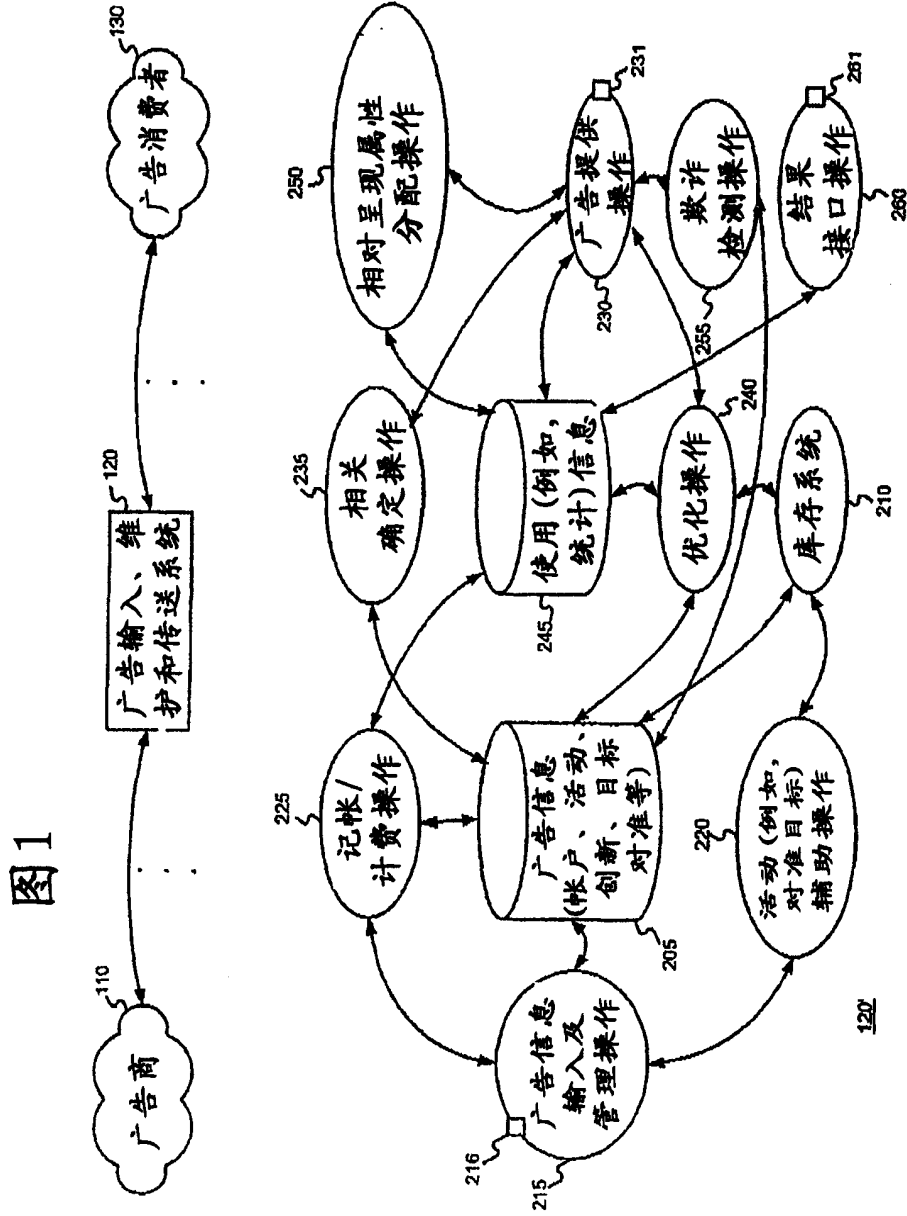 图1
110
广告商
120
广告输入、维
护和传送系统
130
广告消费者
. . .
. . .
216
215
广告信息
输入及
管理操作
225
记帐/
计费操作
205
广告信息
(帐户、活动、
创新、目标
对准等)
220
活动(例如,
对准目标)
辅助操作
235
相关
确定操作
245
使用(例如,
统计)信息
240
优化操作
210
库存系统
250
相对呈现属性
分配操作
230
231
广告提供
操作
255
欺诈
检测操作
260
261
结果
接口操作
120'